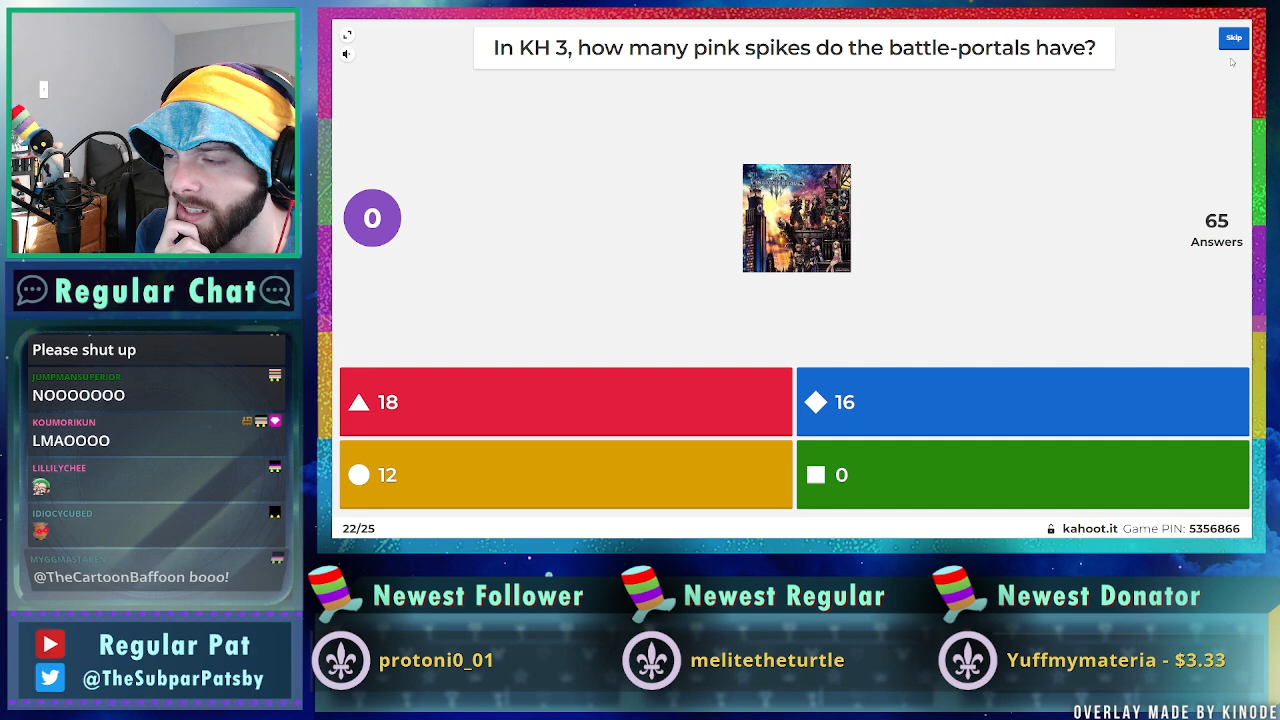 In KH 3, how many pink spikes do the battle-portals have?
Skip
0
65
Answers
18
16
12
0
22/25
kahoot.it Game PIN: 5356866
Regular Chat
Please shut up
JUMPMANSUPERIOR
NOOOOOOO
KOUMORIKUN
LMAOOOO
LILLILYCHEE
IDIOCYCUBED
@TheCartoonBaffoon booo!
Regular Pat
@TheSubparPatsby
Newest Follower
protoni0_01
Newest Regular
melitetheturtle
Newest Donator
Yuffmymateria - $3.33
OVERLAY MADE BY KINODE